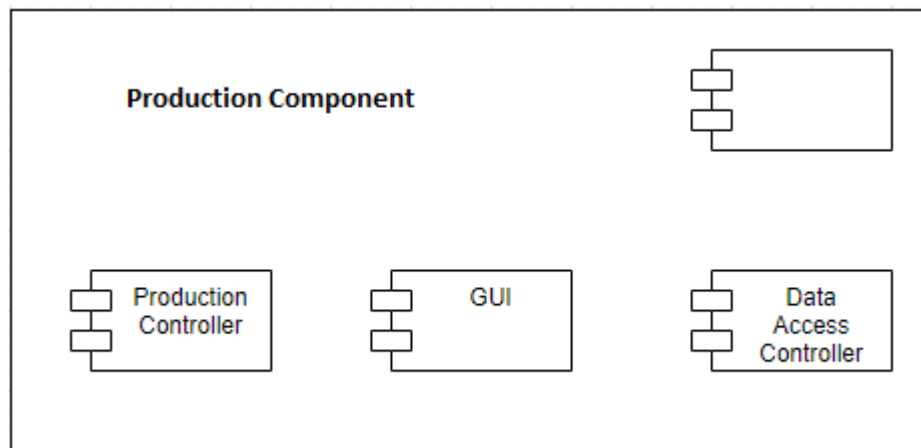 Production Component
Production
Controller
GUI
Data
Access
Controller